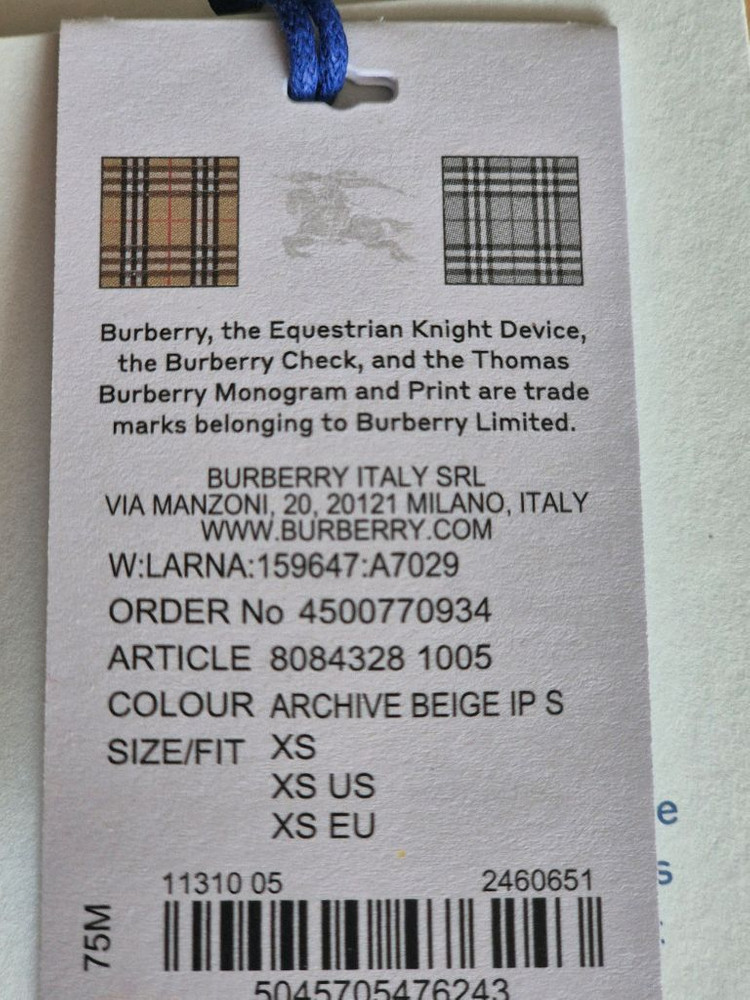 Burberry, the Equestrian Knight Device,
the Burberry Check, and the Thomas
Burberry Monogram and Print are trade
marks belonging to Burberry Limited.
BURBERRY ITALY SRL
VIA MANZONI, 20, 20121 MILANO, ITALY
WWW.BURBERRY.COM
W:LARNA:159647:A7029
ORDER No 4500770934
ARTICLE 8084328 1005
COLOUR ARCHIVE BEIGE IP S
SIZE/FIT XS
XS US
XS EU
11310 05 2460651
75M
5045705476243
e
s